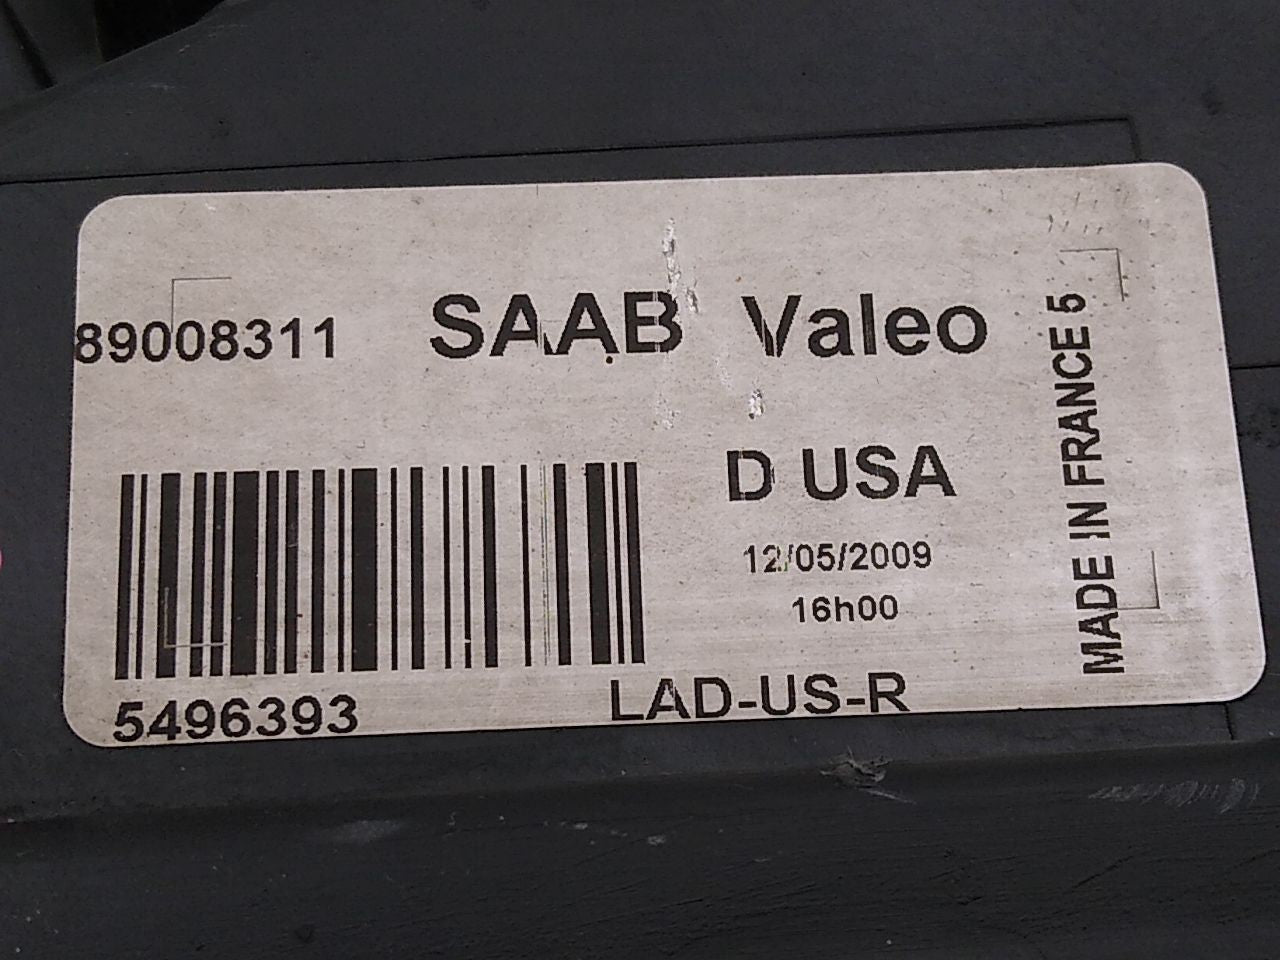 89008311 SAAB Valeo
D USA
12/05/2009
16h00
5496393 LAD-US-R
MADE IN FRANCE 5